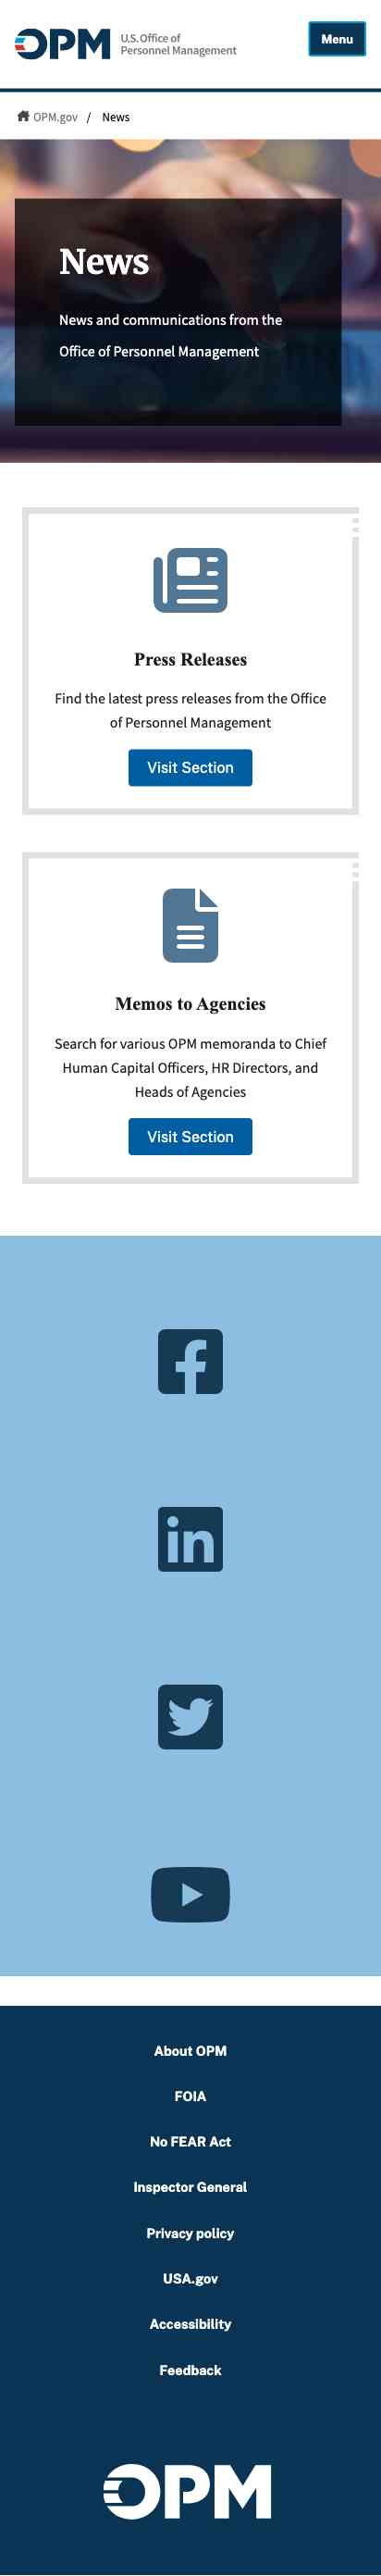 OPM
U.S. Office of
Personnel Management
Menu
OPM.gov / News
News
News and communications from the
Office of Personnel Management
Press Releases
Find the latest press releases from the Office
of Personnel Management
Visit Section
Memos to Agencies
Search for various OPM memoranda to Chief
Human Capital Officers, HR Directors, and
Heads of Agencies
Visit Section
in
About OPM
FOIA
No FEAR Act
Inspector General
Privacy policy
USA.gov
Accessibility
Feedback
OPM